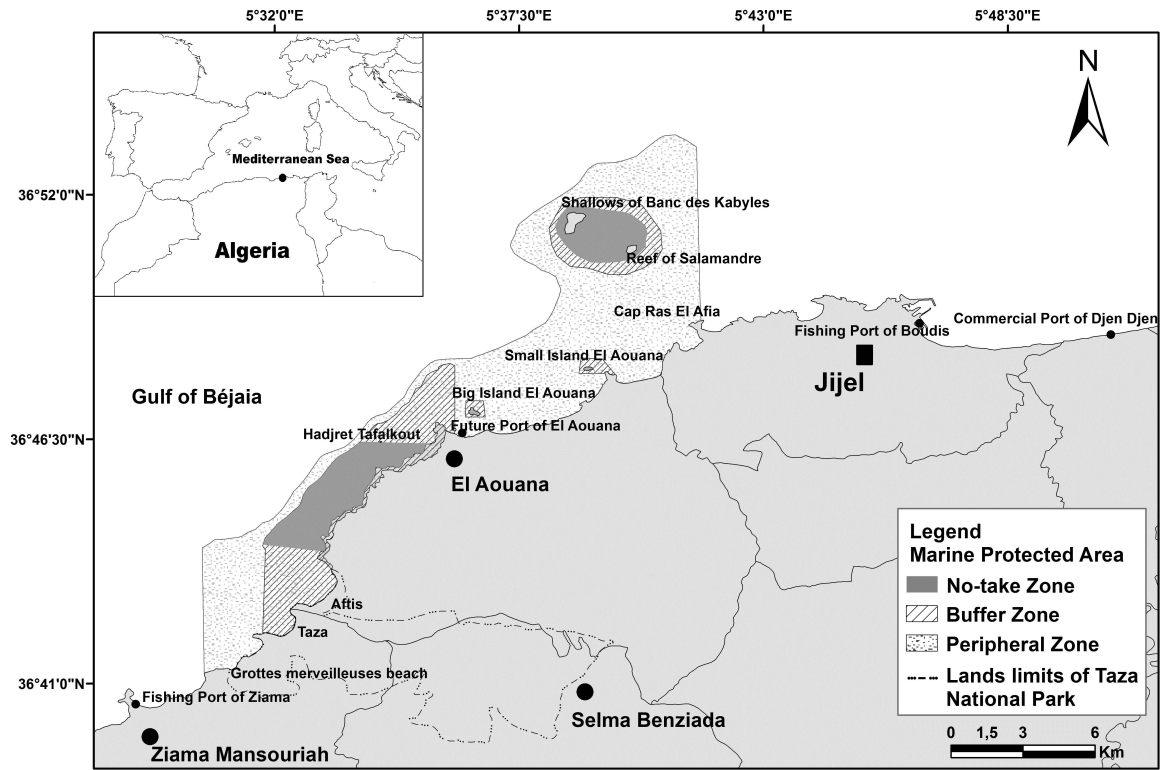 5°32'0"E
5°37'30"E
5°43'0"E
5°48'30"E
N
Mediterranean Sea
36°52'0"N
Shallows of Banc des Kabyles
Algeria
Reef of Salamandre
Cap Ras El Afia
Commercial Port of Djen Djen
Fishing Port of Boudis
Small Island El Aouana
Jijel
Big Island El Aouana
Gulf of Béjaia
Future Port of El Aouana
Hadjret Tafalkout
36°46'30"N
El Aouana
Legend
Marine Protected Area
No-take Zone
Buffer Zone
Peripheral Zone
Lands limits of Taza
National Park
Aftis
Taza
Grottes merveilleuses beach
36°41'0"N
Fishing Port of Ziama
Selma Benziada
Ziama Mansouriah
0 1,5 3 6
Km